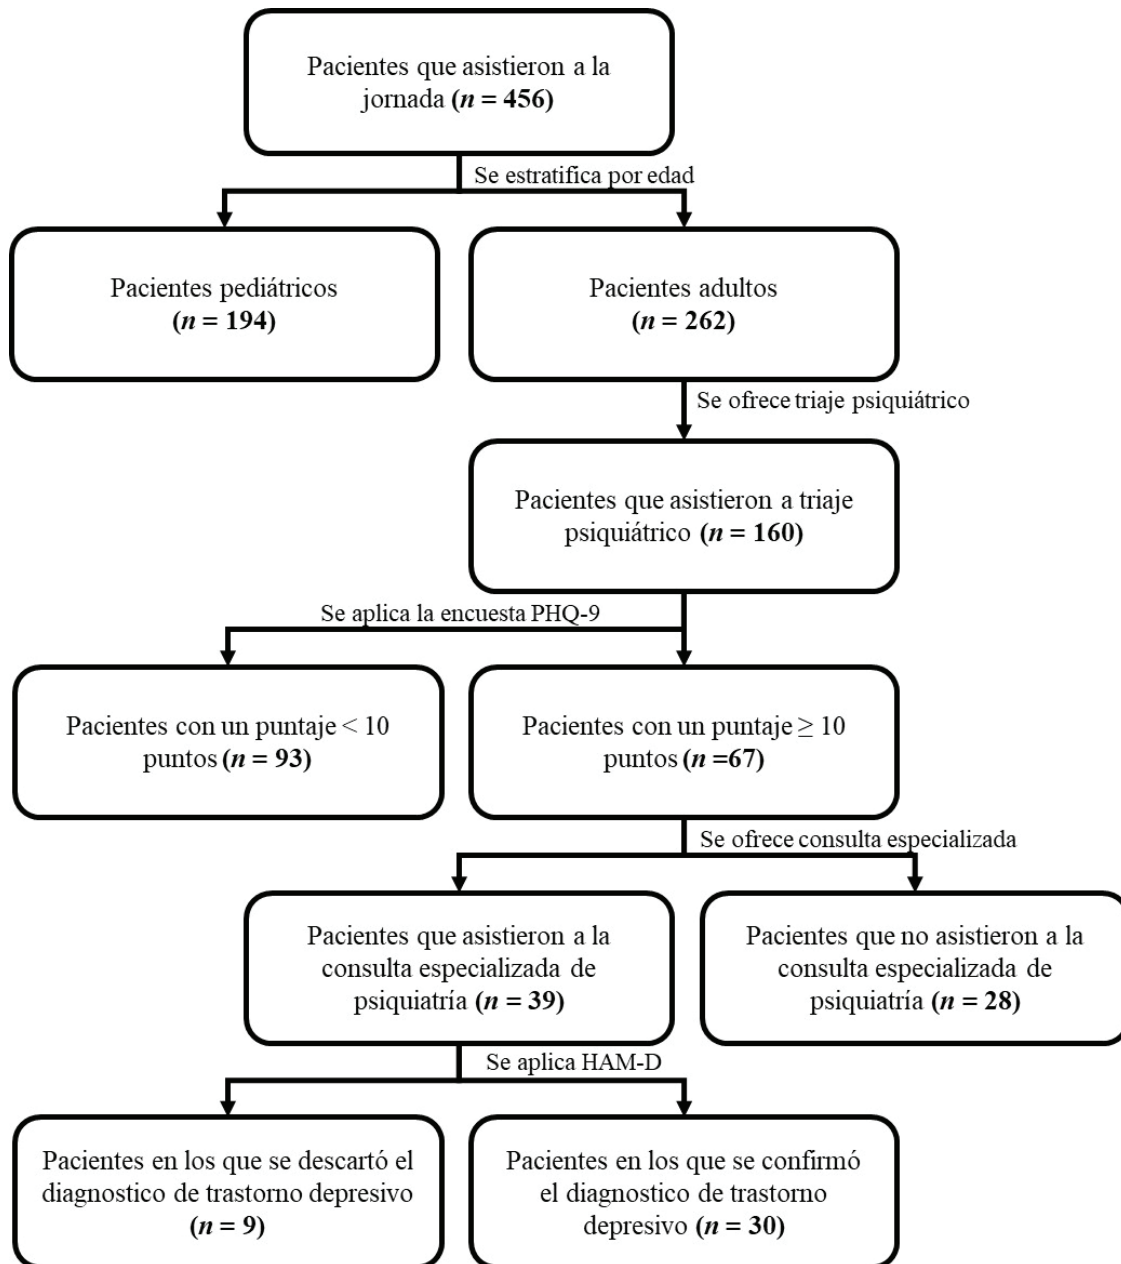 Pacientes que asistieron a la
jornada (n = 456)
Se estratifica por edad
Pacientes pediátricos
(n = 194)
Pacientes adultos
(n = 262)
Se ofrece triaje psiquiátrico
Pacientes que asistieron a triaje
psiquiátrico (n = 160)
Se aplica la encuesta PHQ-9
Pacientes con un puntaje < 10
puntos (n = 93)
Pacientes con un puntaje ≥ 10
puntos (n =67)
Se ofrece consulta especializada
Pacientes que asistieron a la
consulta especializada de
psiquiatría (n = 39)
Pacientes que no asistieron a la
consulta especializada de
psiquiatría (n = 28)
Se aplica HAM-D
Pacientes en los que se descartó el
diagnostico de trastorno depresivo
(n = 9)
Pacientes en los que se confirmó
el diagnostico de trastorno
depresivo (n = 30)